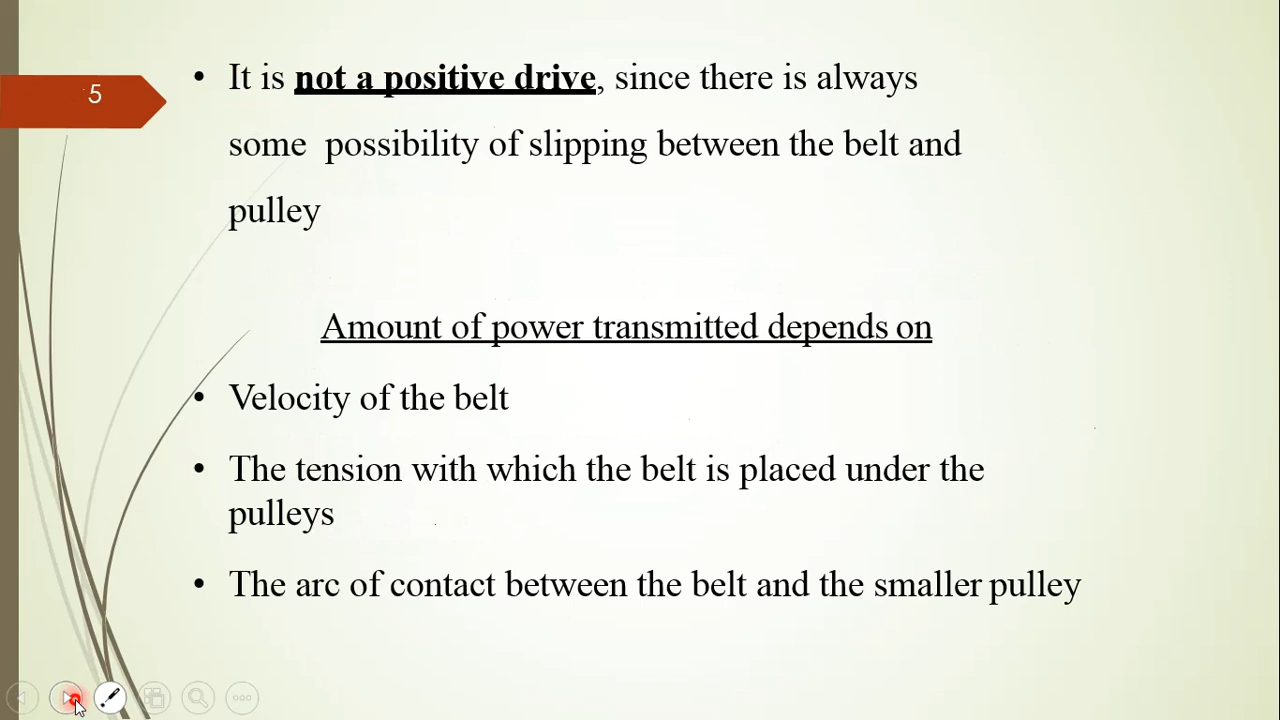 5
• It is not a positive drive, since there is always
some possibility of slipping between the belt and
pulley
Amount of power transmitted depends on
• Velocity of the belt
• The tension with which the belt is placed under the
pulleys
• The arc of contact between the belt and the smaller pulley